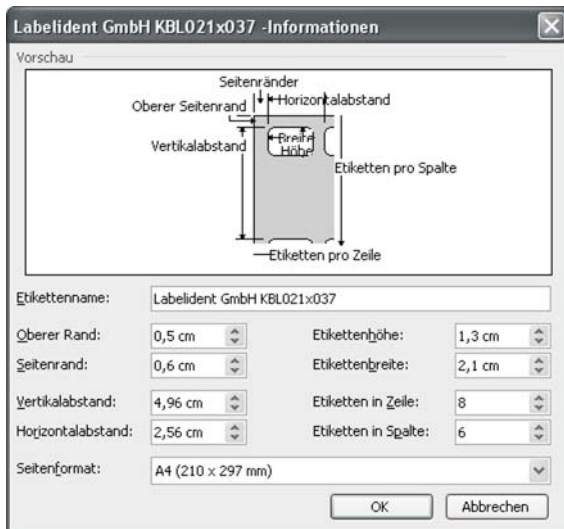 Labelident GmbH KBL021x037 -Informationen
Vorschau
Seitenränder
Horizontalabstand
Oberer Seitenrand
Breite
Vertikalabstand
Höhe
Etiketten pro Spalte
Etiketten pro Zeile
Etikettenname: Labelident GmbH KBL021x037
Oberer Rand: 0,5 cm Etikettenhöhe: 1,3 cm
Seitenrand: 0,6 cm Etikettenbreite: 2,1 cm
Vertikalabstand: 4,96 cm Etiketten in Zeile: 8
Horizontalabstand: 2,56 cm Etiketten in Spalte: 6
Seitenformat: A4 (210 x 297 mm)
OK Abbrechen